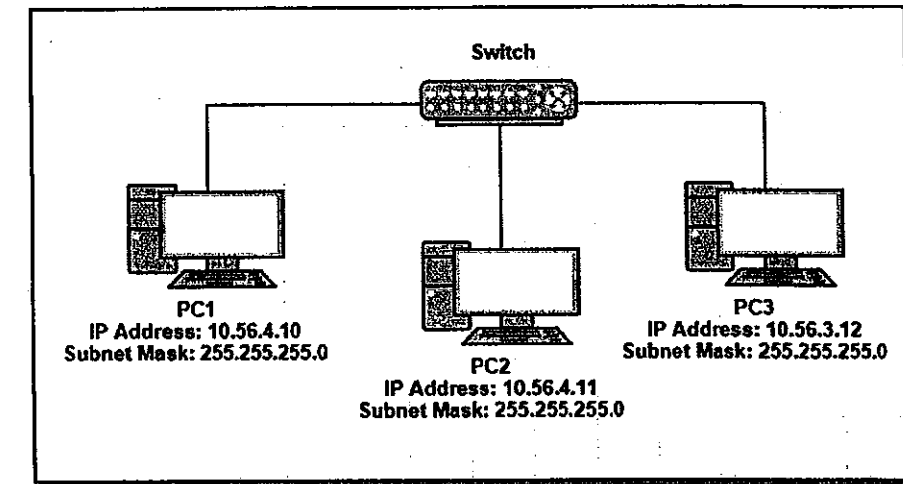 Switch
PC1
IP Address: 10.56.4.10
Subnet Mask: 255.255.255.0
PC2
IP Address: 10.56.4.11
Subnet Mask: 255.255.255.0
PC3
IP Address: 10.56.3.12
Subnet Mask: 255.255.255.0